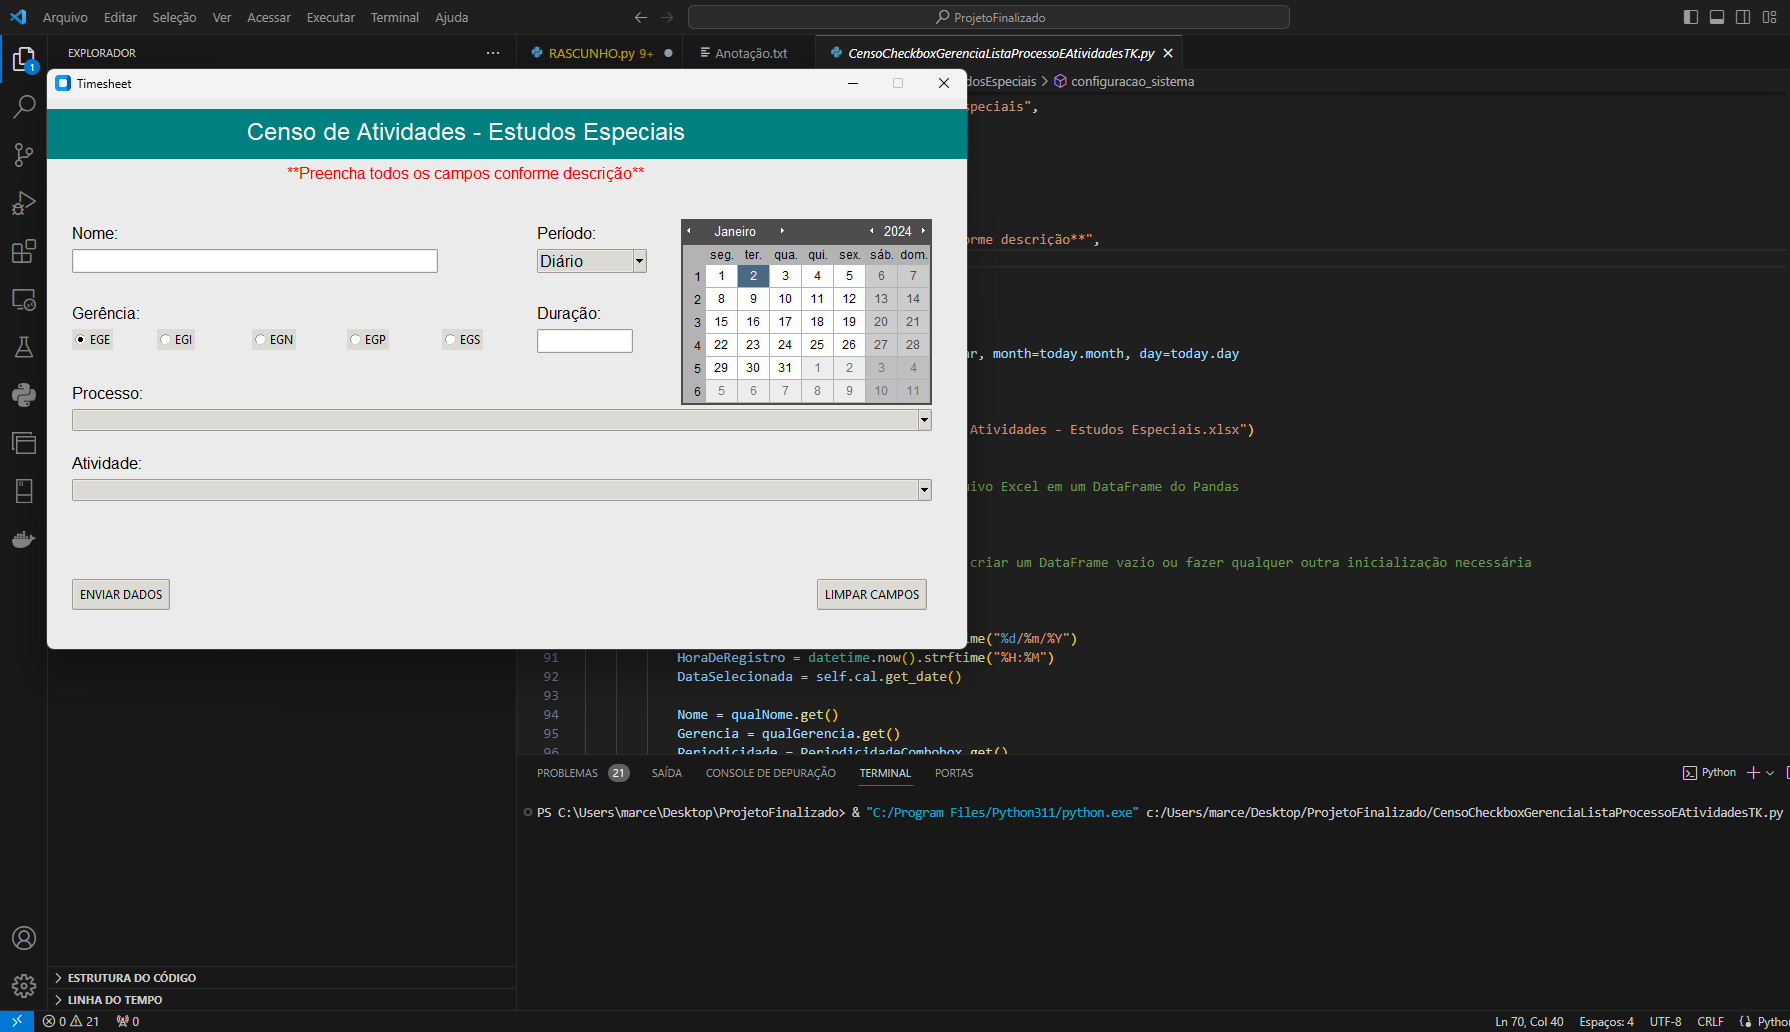 Arquivo Editar Seleção Ver Acessar Executar Terminal Ajuda
ProjetoFinalizado
EXPLORADOR
RASCUNHO.py 9+
Anotação.txt
CensoCheckboxGerenciaListaProcessoEAtividadesTK.py
1
dosEspeciais > configuracao_sistema
Timesheet
Censo de Atividades - Estudos Especiais
**Preencha todos os campos conforme descrição**
Nome:
Período:
Diário
Janeiro 2024
seg. ter. qua. qui. sex. sáb. dom.
1 1 2 3 4 5 6 7
2 8 9 10 11 12 13 14
3 15 16 17 18 19 20 21
4 22 23 24 25 26 27 28
5 29 30 31 1 2 3 4
6 5 6 7 8 9 10 11
Gerência:
EGE EGI EGN EGP EGS
Duração:
Processo:
Atividade:
ENVIAR DADOS
LIMPAR CAMPOS
speciais",
orme descrição**",
ar, month=today.month, day=today.day
Atividades - Estudos Especiais.xlsx")
uivo Excel em um DataFrame do Pandas
criar um DataFrame vazio ou fazer qualquer outra inicialização necessária
ime("%d/%m/%Y")
91 HoraDeRegistro = datetime.now().strftime("%H:%M")
92 DataSelecionada = self.cal.get_date()
93
94 Nome = qualNome.get()
95 Gerencia = qualGerencia.get()
96 Periodicidade = PeriodicidadeCombobox.get()
PROBLEMAS 21 SAÍDA CONSOLE DE DEPURAÇÃO TERMINAL PORTAS
Python
PS C:\Users\marce\Desktop\ProjetoFinalizado> & "C:/Program Files/Python311/python.exe" c:/Users/marce/Desktop/ProjetoFinalizado/CensoCheckboxGerenciaListaProcessoEAtividadesTK.py
ESTRUTURA DO CÓDIGO
LINHA DO TEMPO
0 21 0
Ln 70, Col 40 Espaços: 4 UTF-8 CRLF Pytho